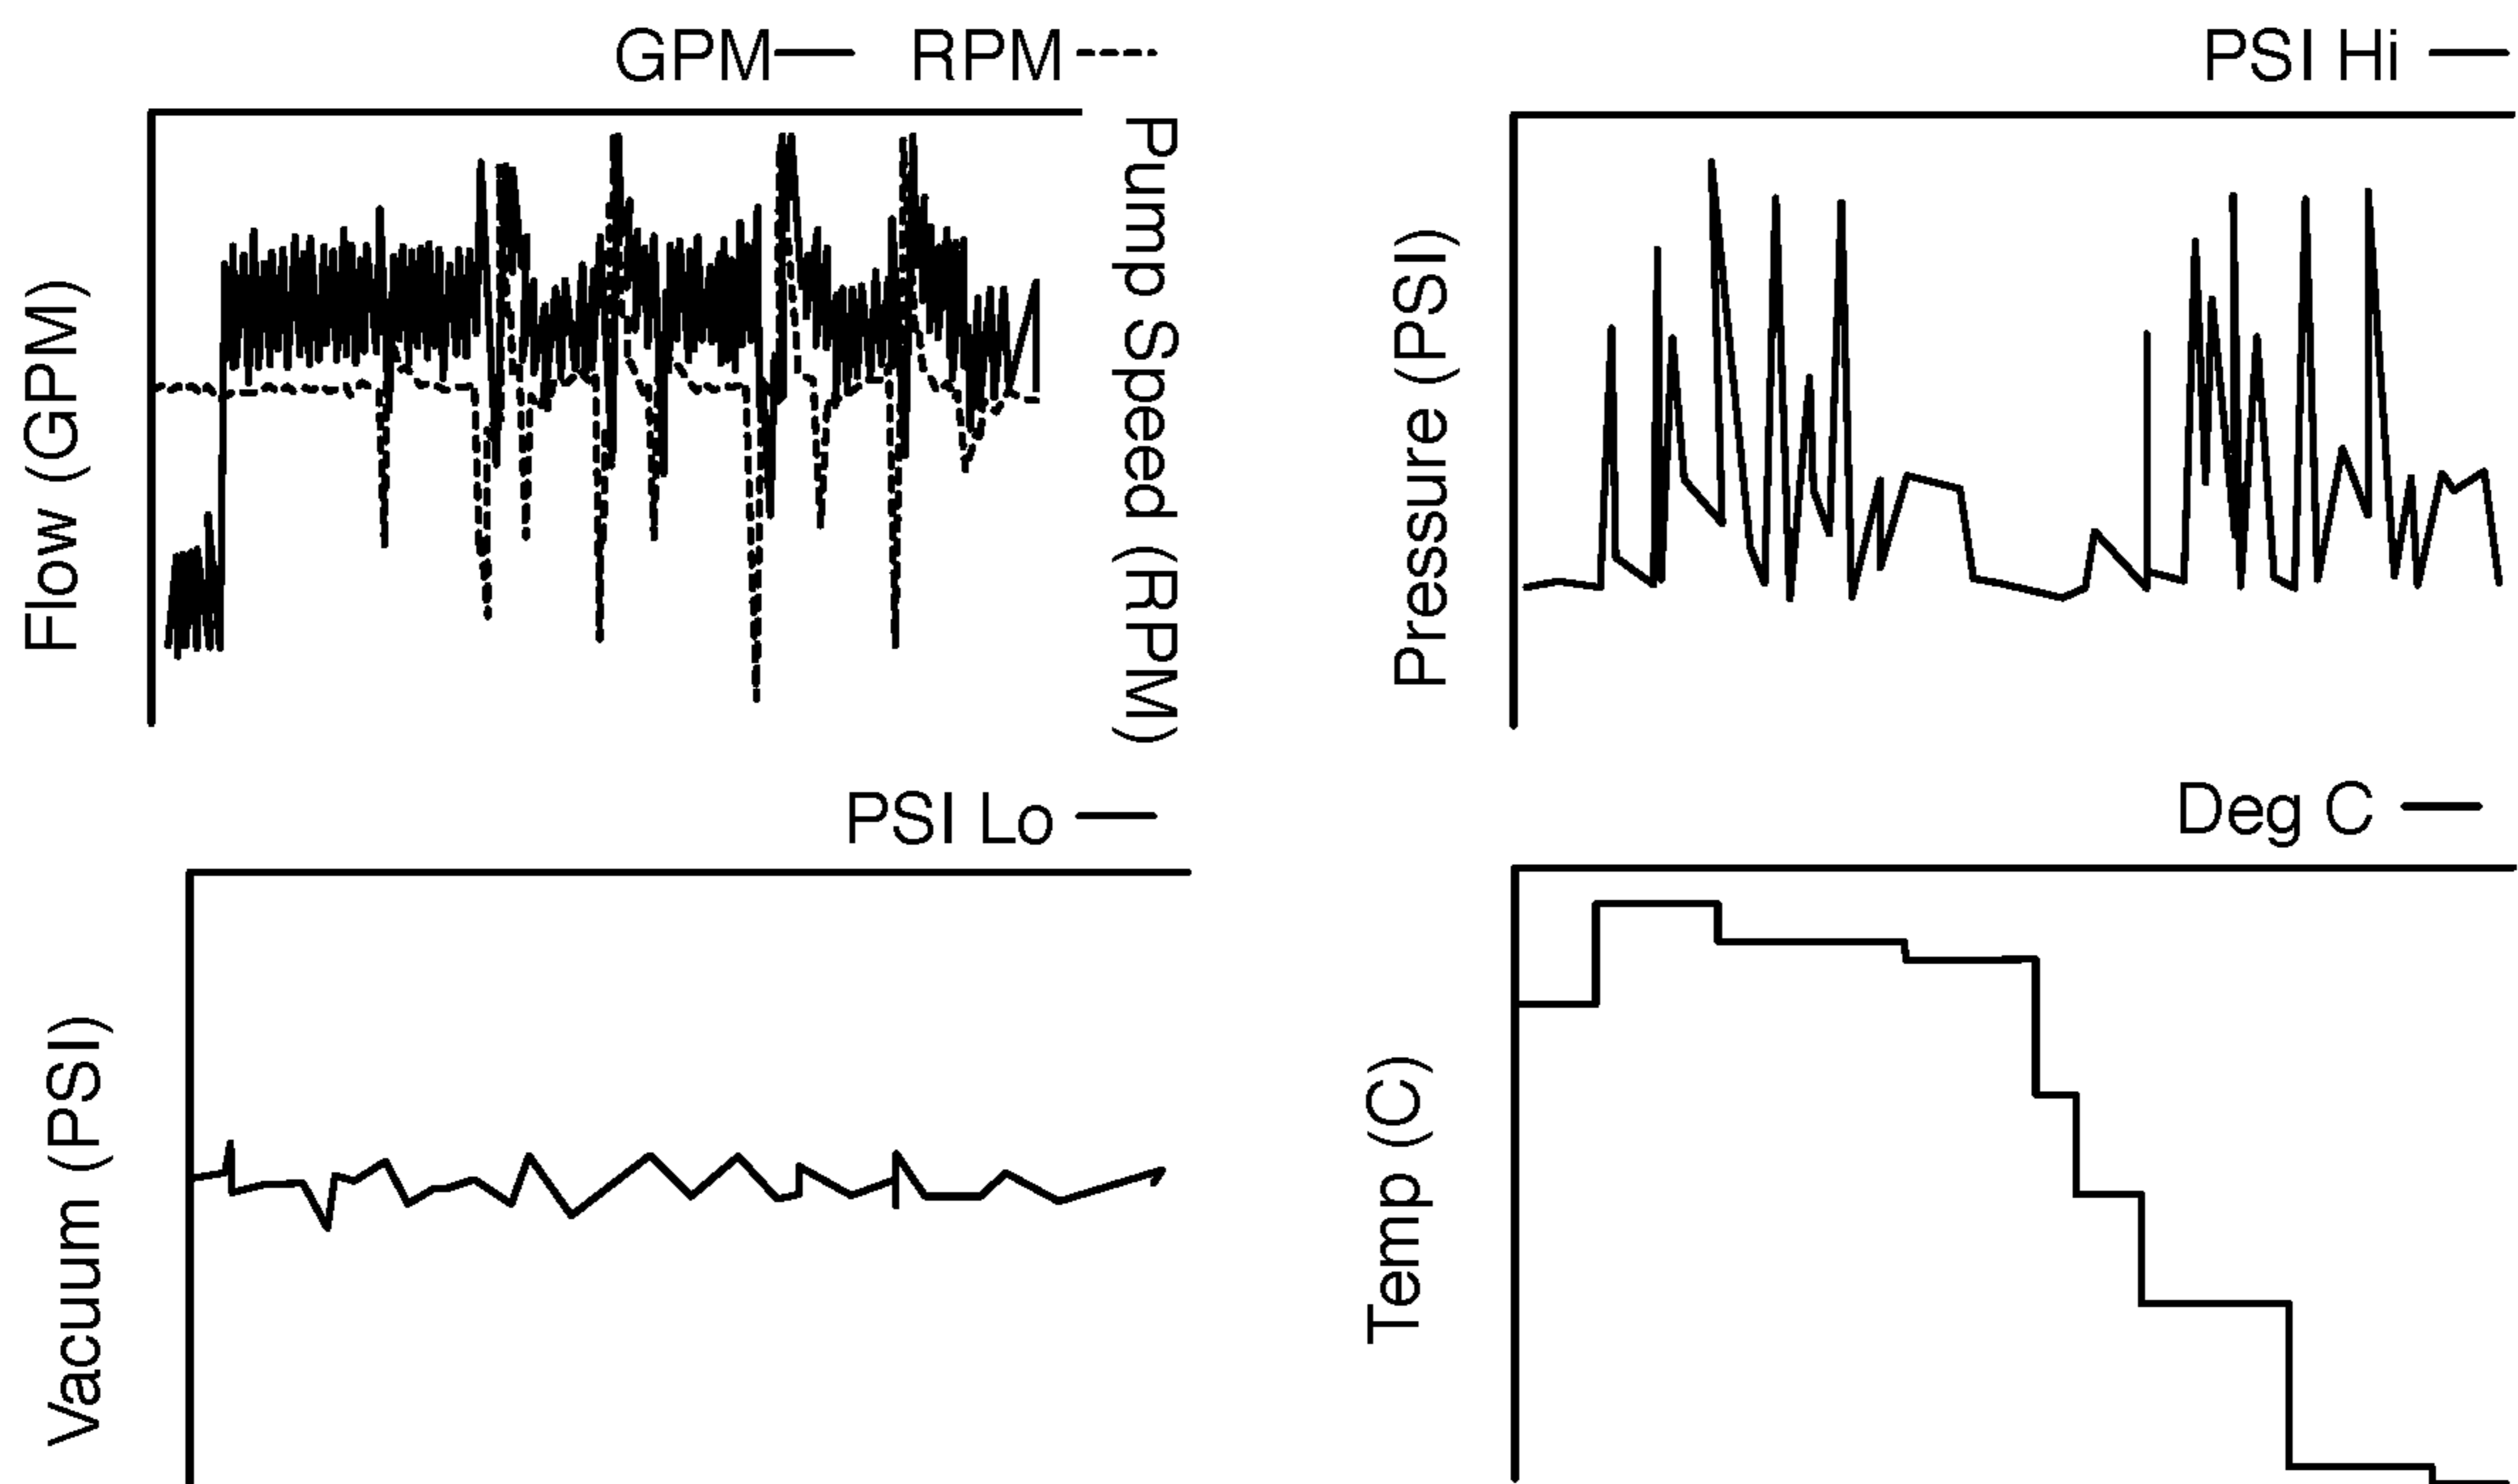 GPM RPM
Flow (GPM)
Pump Speed (RPM)
PSI Hi
Pressure (PSI)
PSI Lo
Vacuum (PSI)
Deg C
Temp (C)